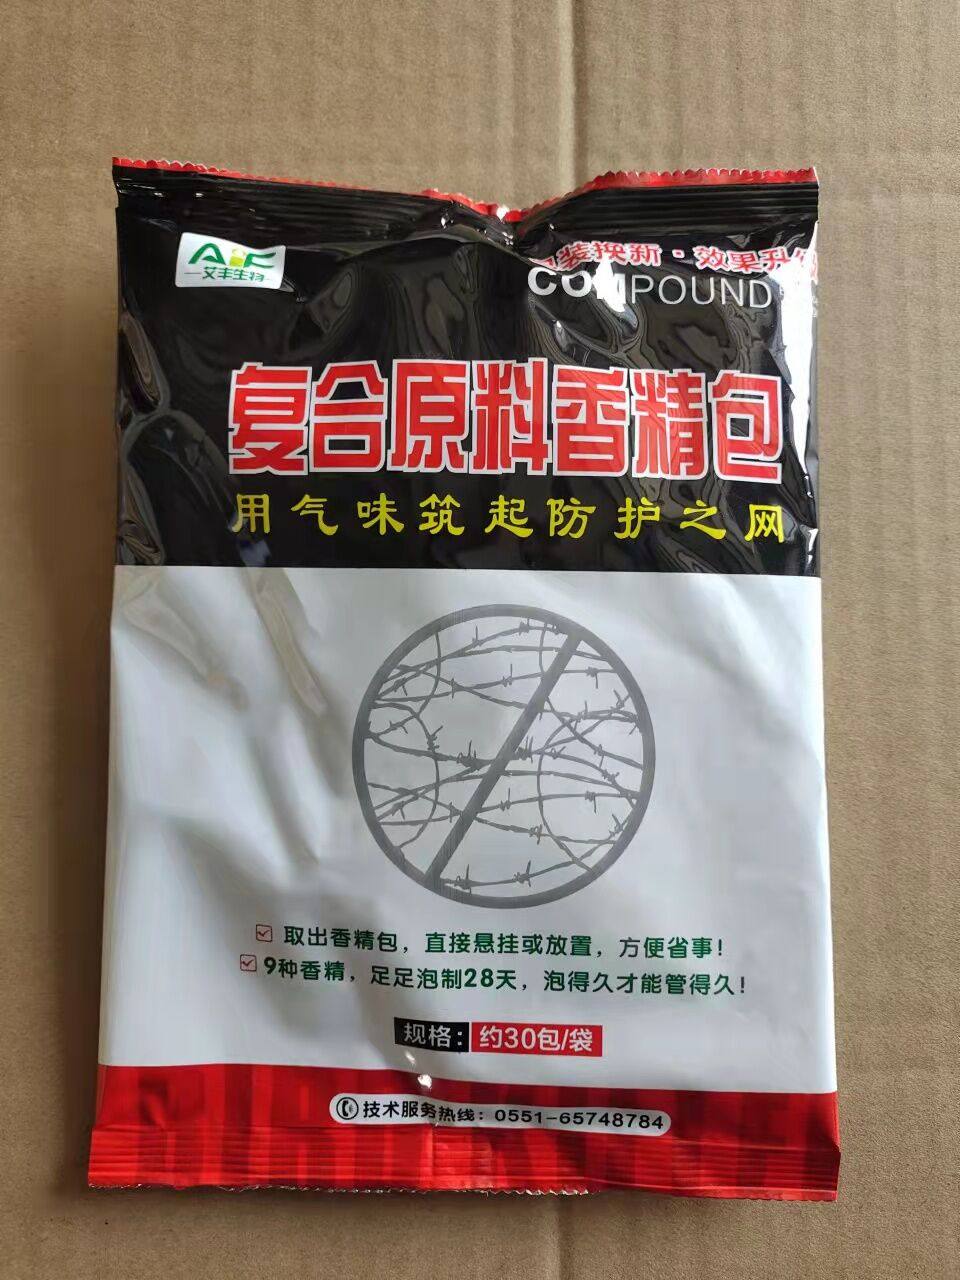 AiF
艾丰生物
装换新·效果升
COMPOUND
复合原料香精包
用气味筑起防护之网
取出香精包，直接悬挂或放置，方便省事！
9种香精，足足泡制28天，泡得久才能管得久！
规格：约30包/袋
技术服务热线：0551-65748784